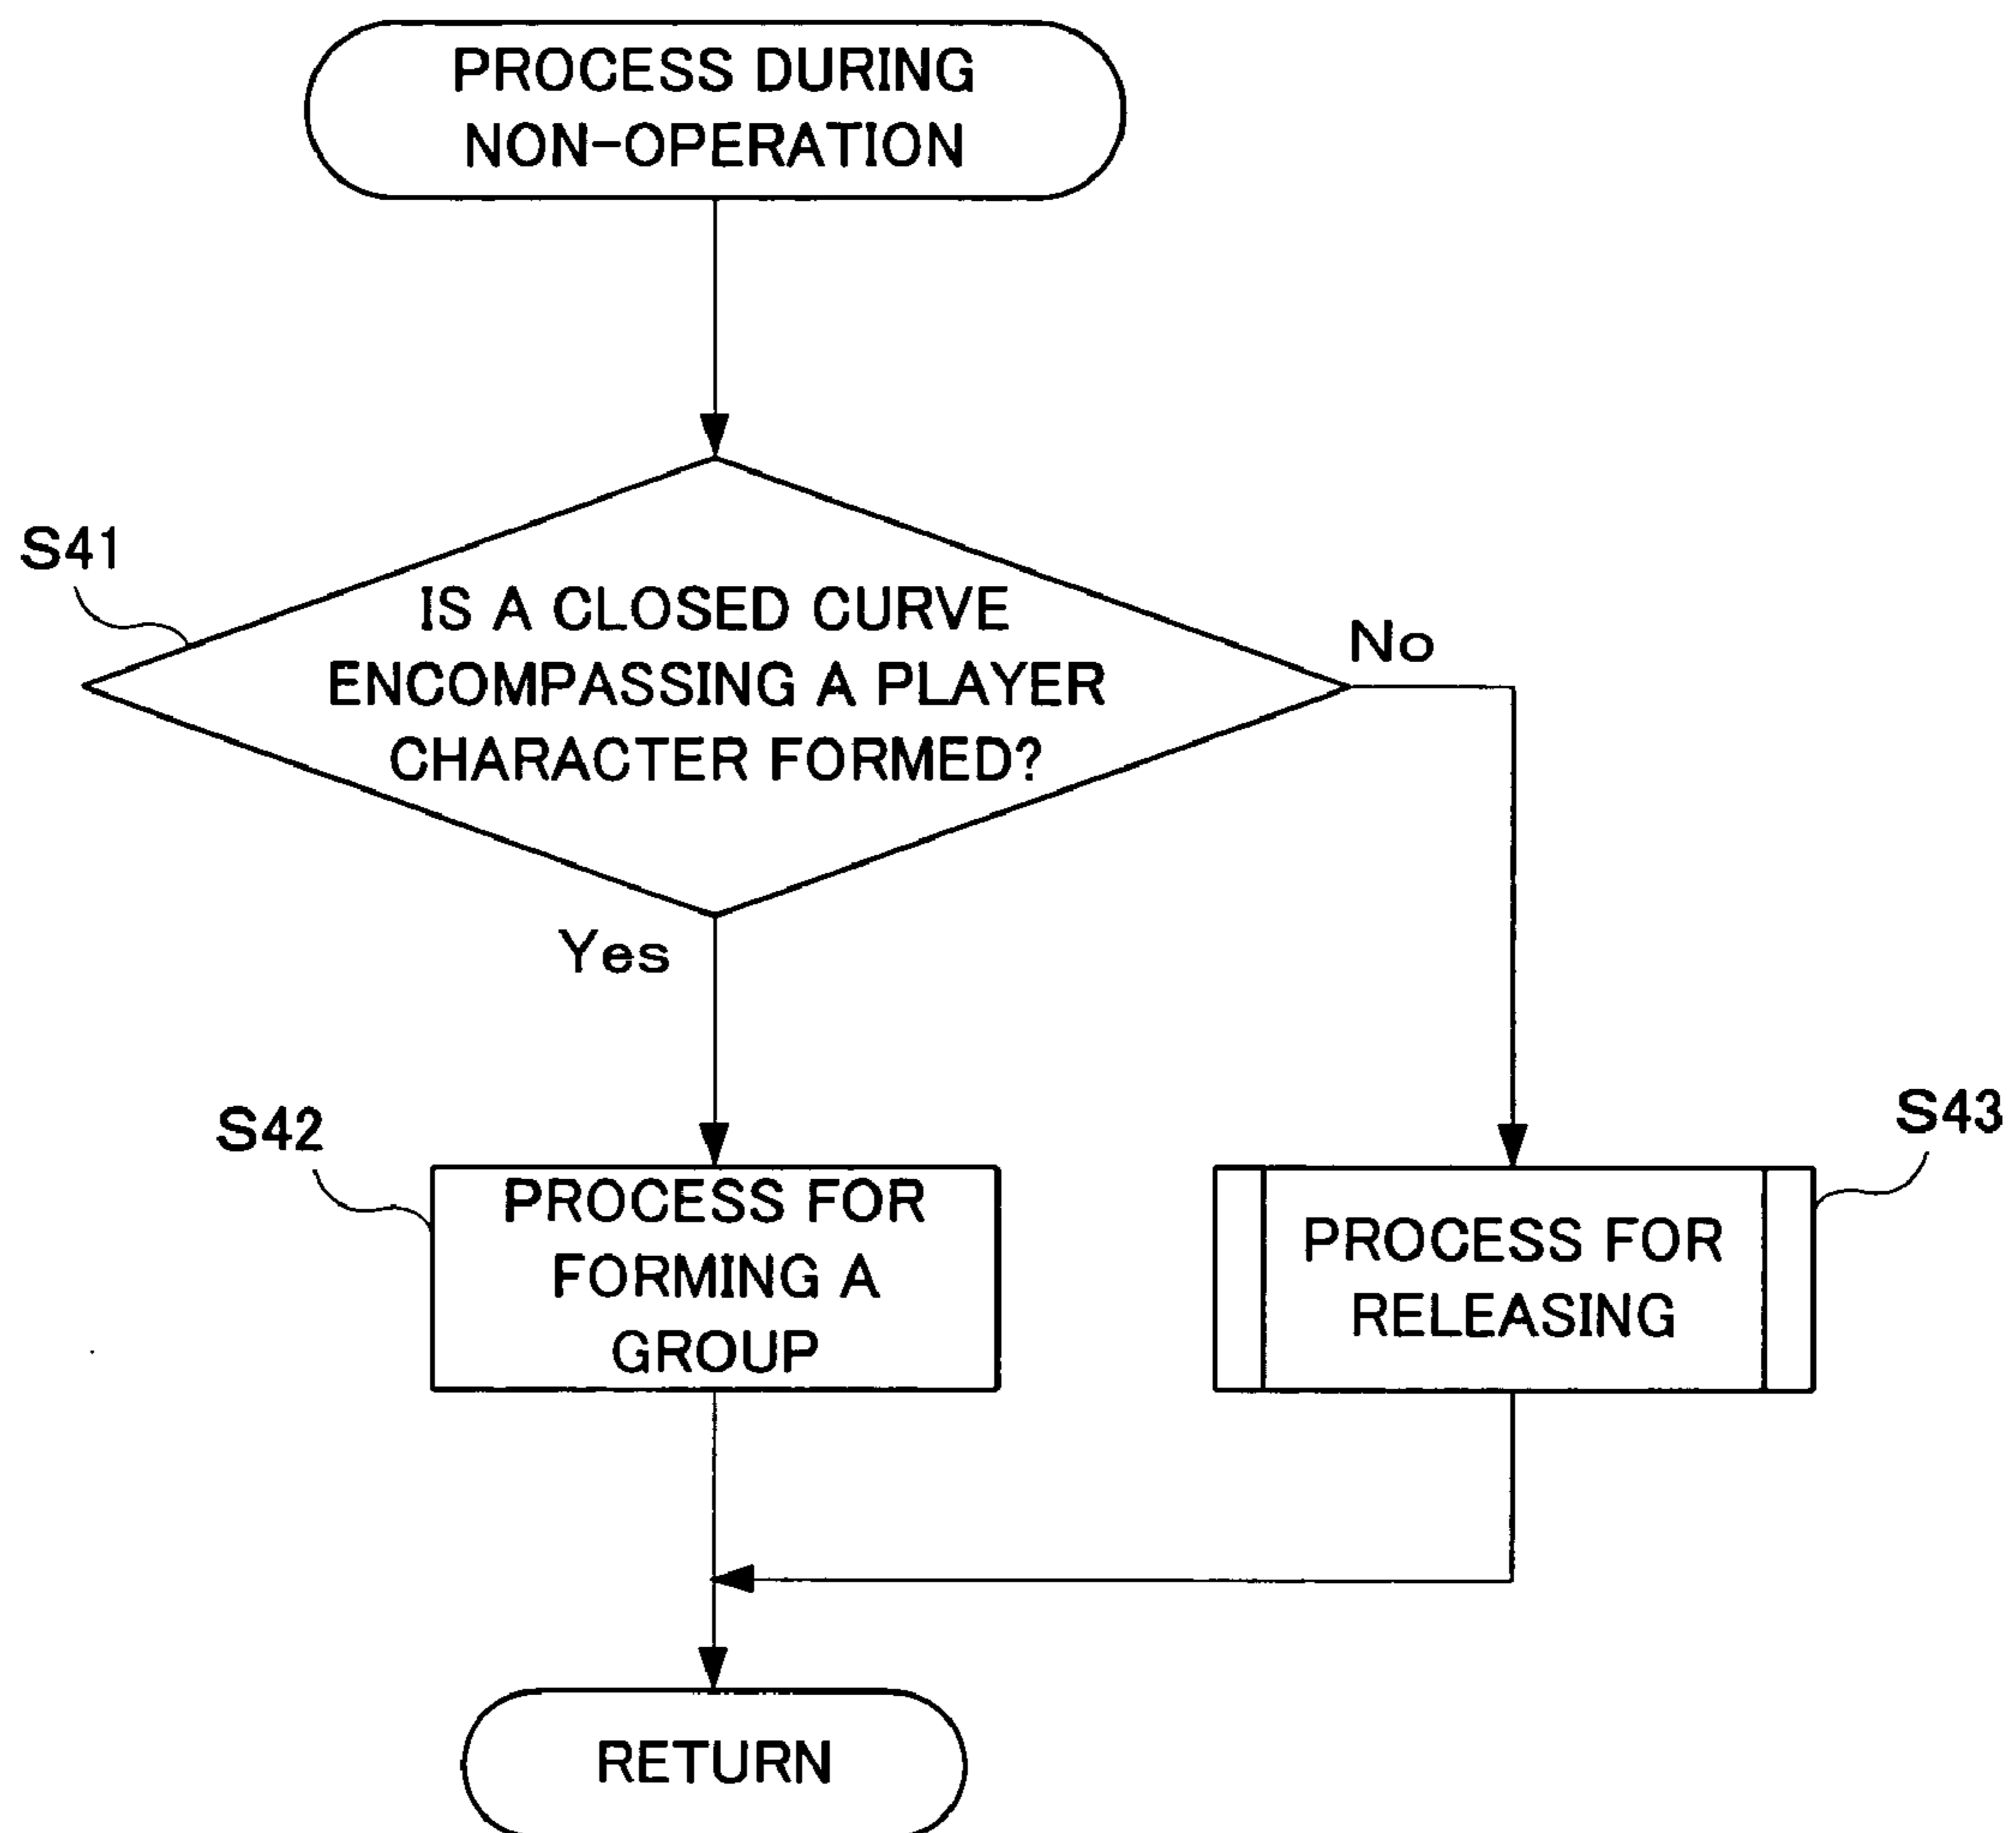 PROCESS DURING
NON-OPERATION
S41
IS A CLOSED CURVE
ENCOMPASSING A PLAYER
CHARACTER FORMED?
No
Yes
S42
PROCESS FOR
FORMING A
GROUP
S43
PROCESS FOR
RELEASING
RETURN